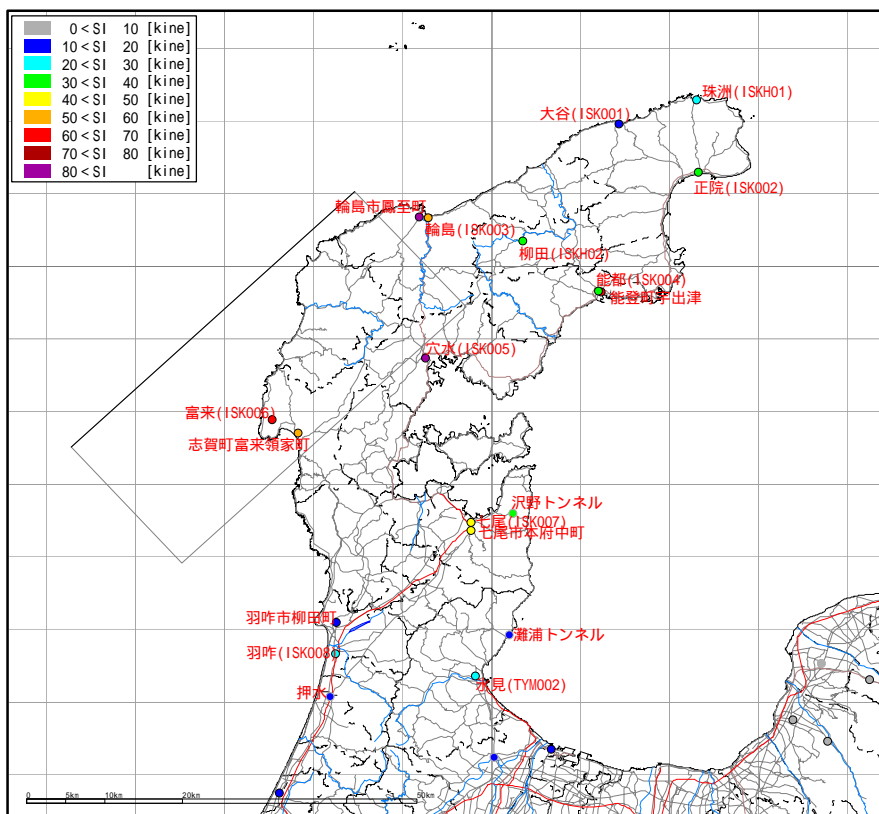 0 < SI 10 [kine]
10 < SI 20 [kine]
20 < SI 30 [kine]
30 < SI 40 [kine]
40 < SI 50 [kine]
50 < SI 60 [kine]
60 < SI 70 [kine]
70 < SI 80 [kine]
80 < SI [kine]
珠洲(ISKH01)
大谷(ISK001)
正院(ISK002)
輪島市鳳至町
輪島(ISK003)
柳田(ISKH02)
能都(ISK004)
能登町宇出津
穴水(ISK005)
富来(ISK006)
志賀町富来領家町
沢野トンネル
七尾(ISK007)
七尾市本府中町
羽咋市柳田町
灘浦トンネル
羽咋(ISK008)
氷見(TYM002)
押水
0 5km 10km 20km 50km